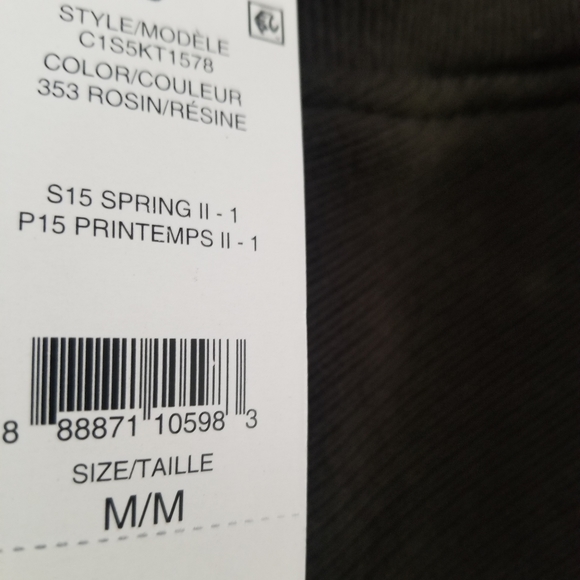 STYLE/MODÈLE
C1S5KT1578
COLOR/COULEUR
353 ROSIN/RÉSINE
S15 SPRING II - 1
P15 PRINTEMPS II - 1
8 88871 10598 3
SIZE/TAILLE
M/M